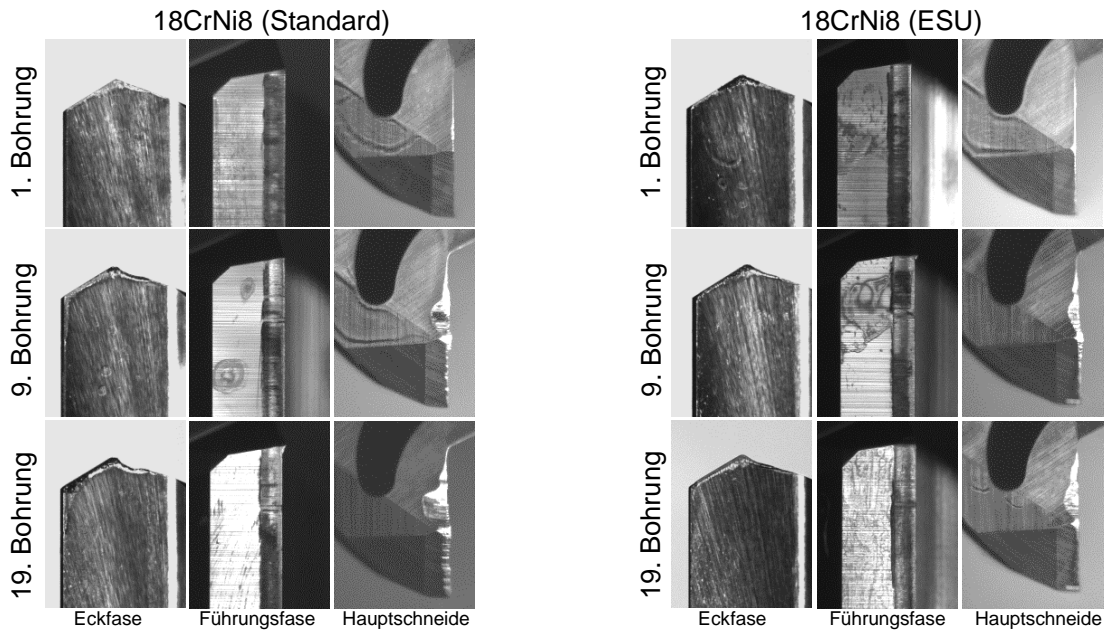 18CrNi8 (Standard)
1. Bohrung
9. Bohrung
19. Bohrung
Eckfase Führungsfase Hauptschneide
18CrNi8 (ESU)
1. Bohrung
9. Bohrung
19. Bohrung
Eckfase Führungsfase Hauptschneide